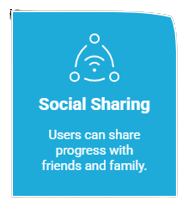 Social Sharing
Users can share
progress with
friends and family.